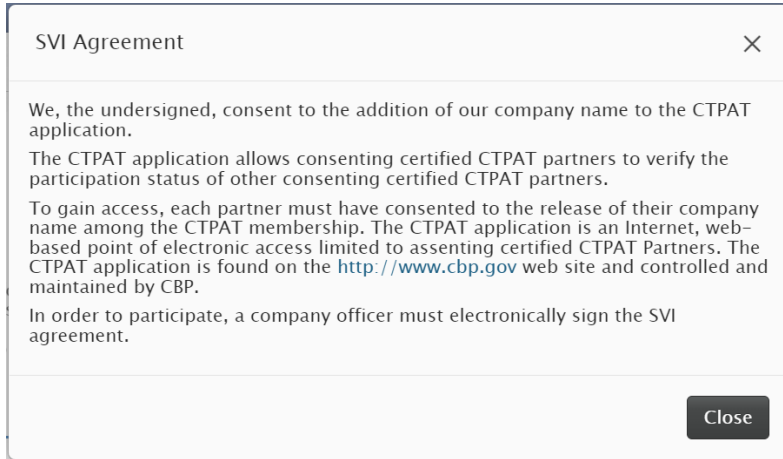 SVI Agreement
We, the undersigned, consent to the addition of our company name to the CTPAT
application.
The CTPAT application allows consenting certified CTPAT partners to verify the
participation status of other consenting certified CTPAT partners.
To gain access, each partner must have consented to the release of their company
name among the CTPAT membership. The CTPAT application is an Internet, web-
based point of electronic access limited to assenting certified CTPAT Partners. The
CTPAT application is found on the http://www.cbp.gov web site and controlled and
maintained by CBP.
In order to participate, a company officer must electronically sign the SVI
agreement.
Close